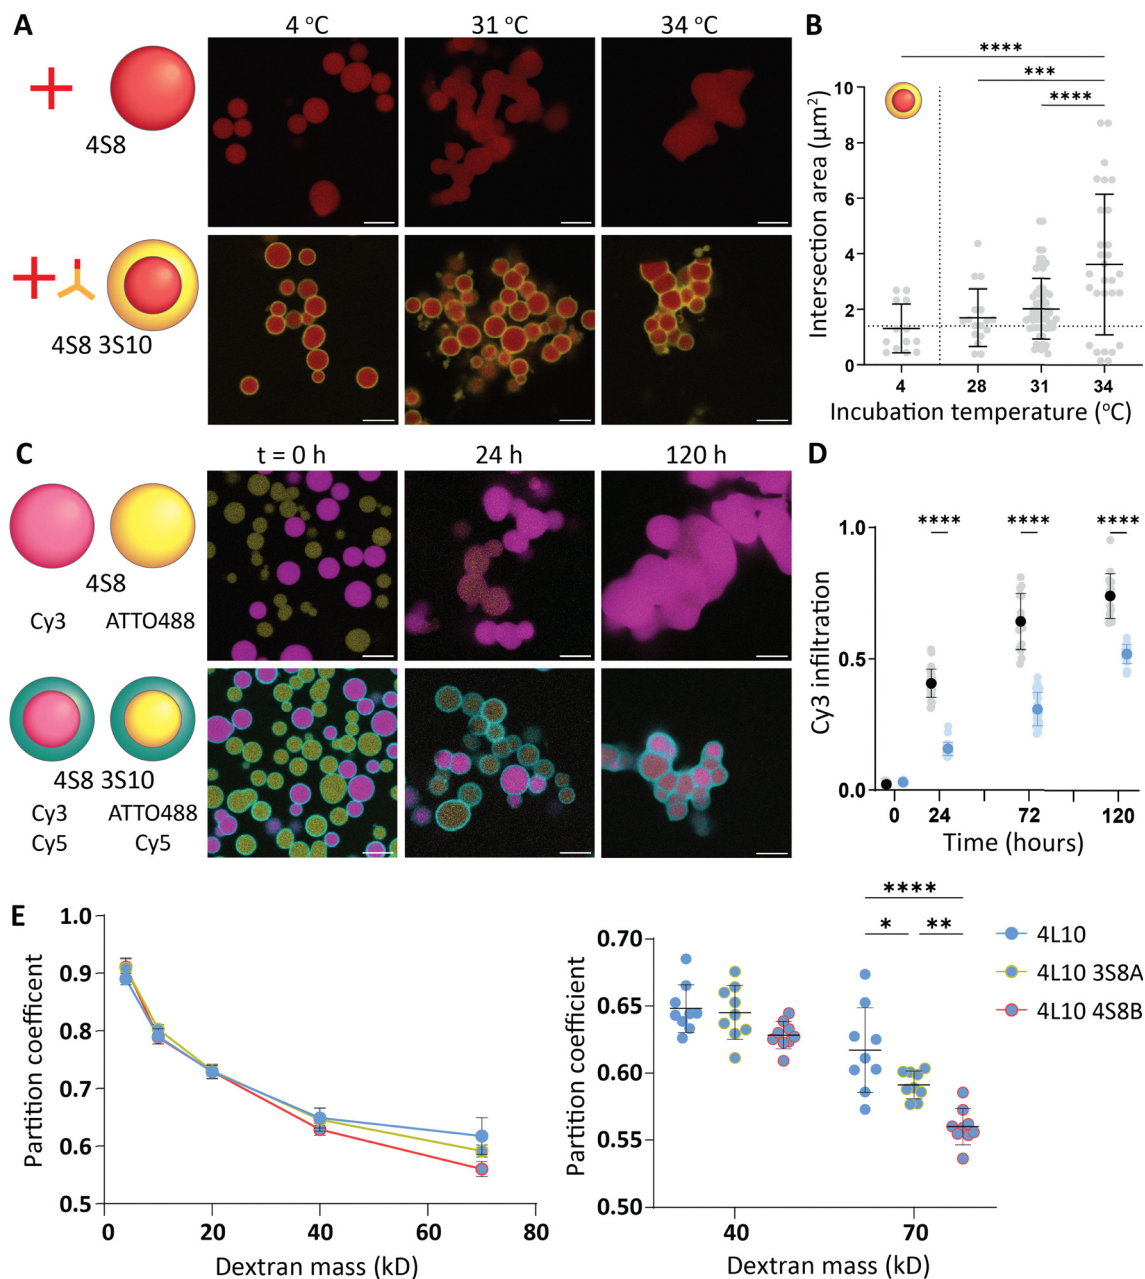 A
4 °C
31 °C
34 °C
4S8
4S8 3S10
B
****
***
****
Intersection area (µm²)
10
8
6
4
2
0
4
28
31
34
Incubation temperature (°C)
C
t = 0 h
24 h
120 h
4S8
Cy3
ATTO488
4S8 3S10
Cy3
ATTO488
Cy5
Cy5
D
****
****
****
Cy3 infiltration
1.0
0.5
0.0
0
24
72
120
Time (hours)
E
Partition coefficent
1.0
0.9
0.8
0.7
0.6
0.5
0
20
40
60
80
Dextran mass (kD)
Partition coefficient
0.70
0.65
0.60
0.55
0.50
40
70
Dextran mass (kD)
****
*
**
4L10
4L10 3S8A
4L10 4S8B